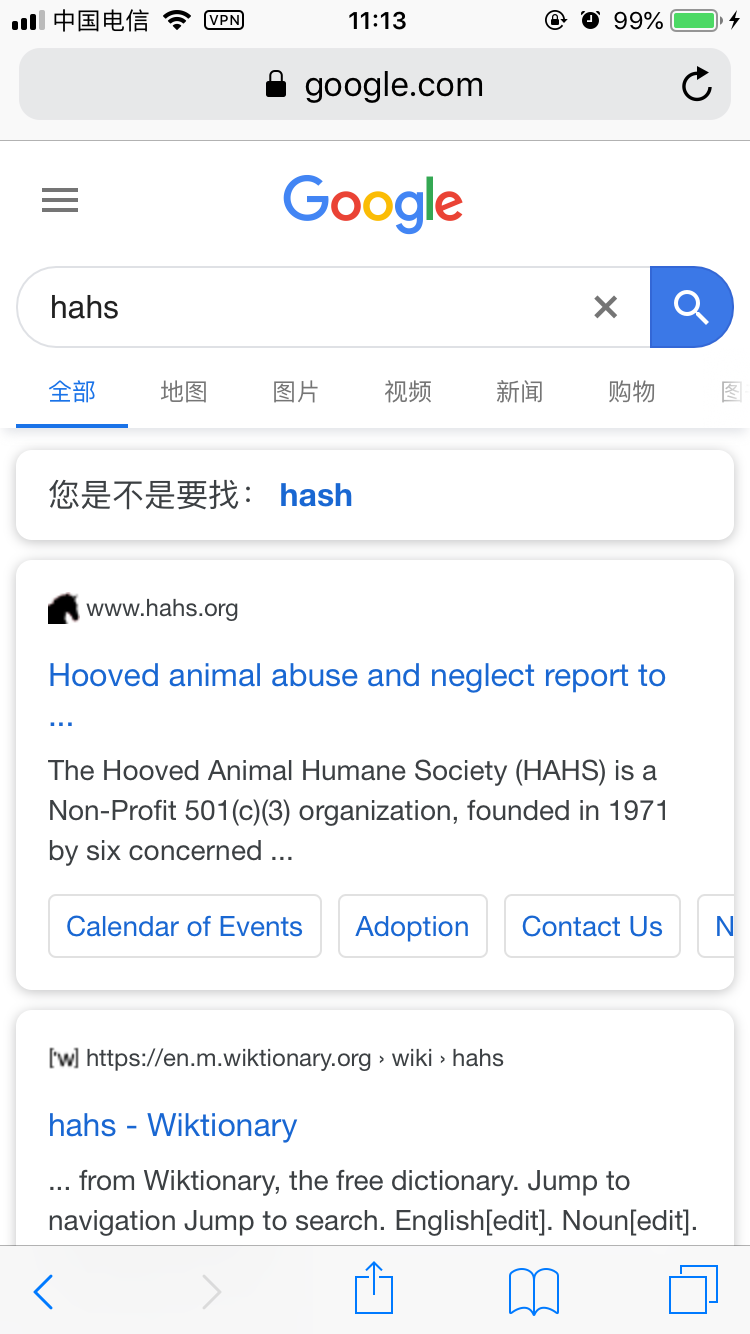 中国电信 VPN 11:13 99%
google.com
Google
hahs
全部 地图 图片 视频 新闻 购物 图
您是不是要找： hash
www.hahs.org
Hooved animal abuse and neglect report to
...
The Hooved Animal Humane Society (HAHS) is a
Non-Profit 501(c)(3) organization, founded in 1971
by six concerned ...
Calendar of Events Adoption Contact Us N
['w] https://en.m.wiktionary.org › wiki › hahs
hahs - Wiktionary
... from Wiktionary, the free dictionary. Jump to
navigation Jump to search. English[edit]. Noun[edit].